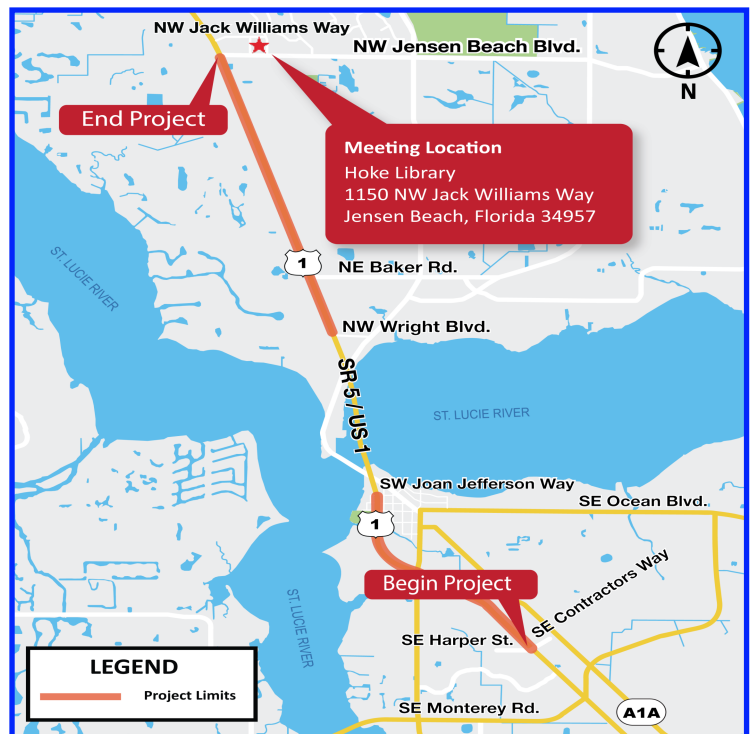 NW Jack Williams Way
NW Jensen Beach Blvd.
N
End Project
Meeting Location
Hoke Library
1150 NW Jack Williams Way
Jensen Beach, Florida 34957
ST. LUCIE RIVER
1
NE Baker Rd.
NW Wright Blvd.
SR 5 / US 1
ST. LUCIE RIVER
SW Joan Jefferson Way
SE Ocean Blvd.
1
Begin Project
SE Contractors Way
ST. LUCIE RIVER
SE Harper St.
LEGEND
Project Limits
SE Monterey Rd.
A1A